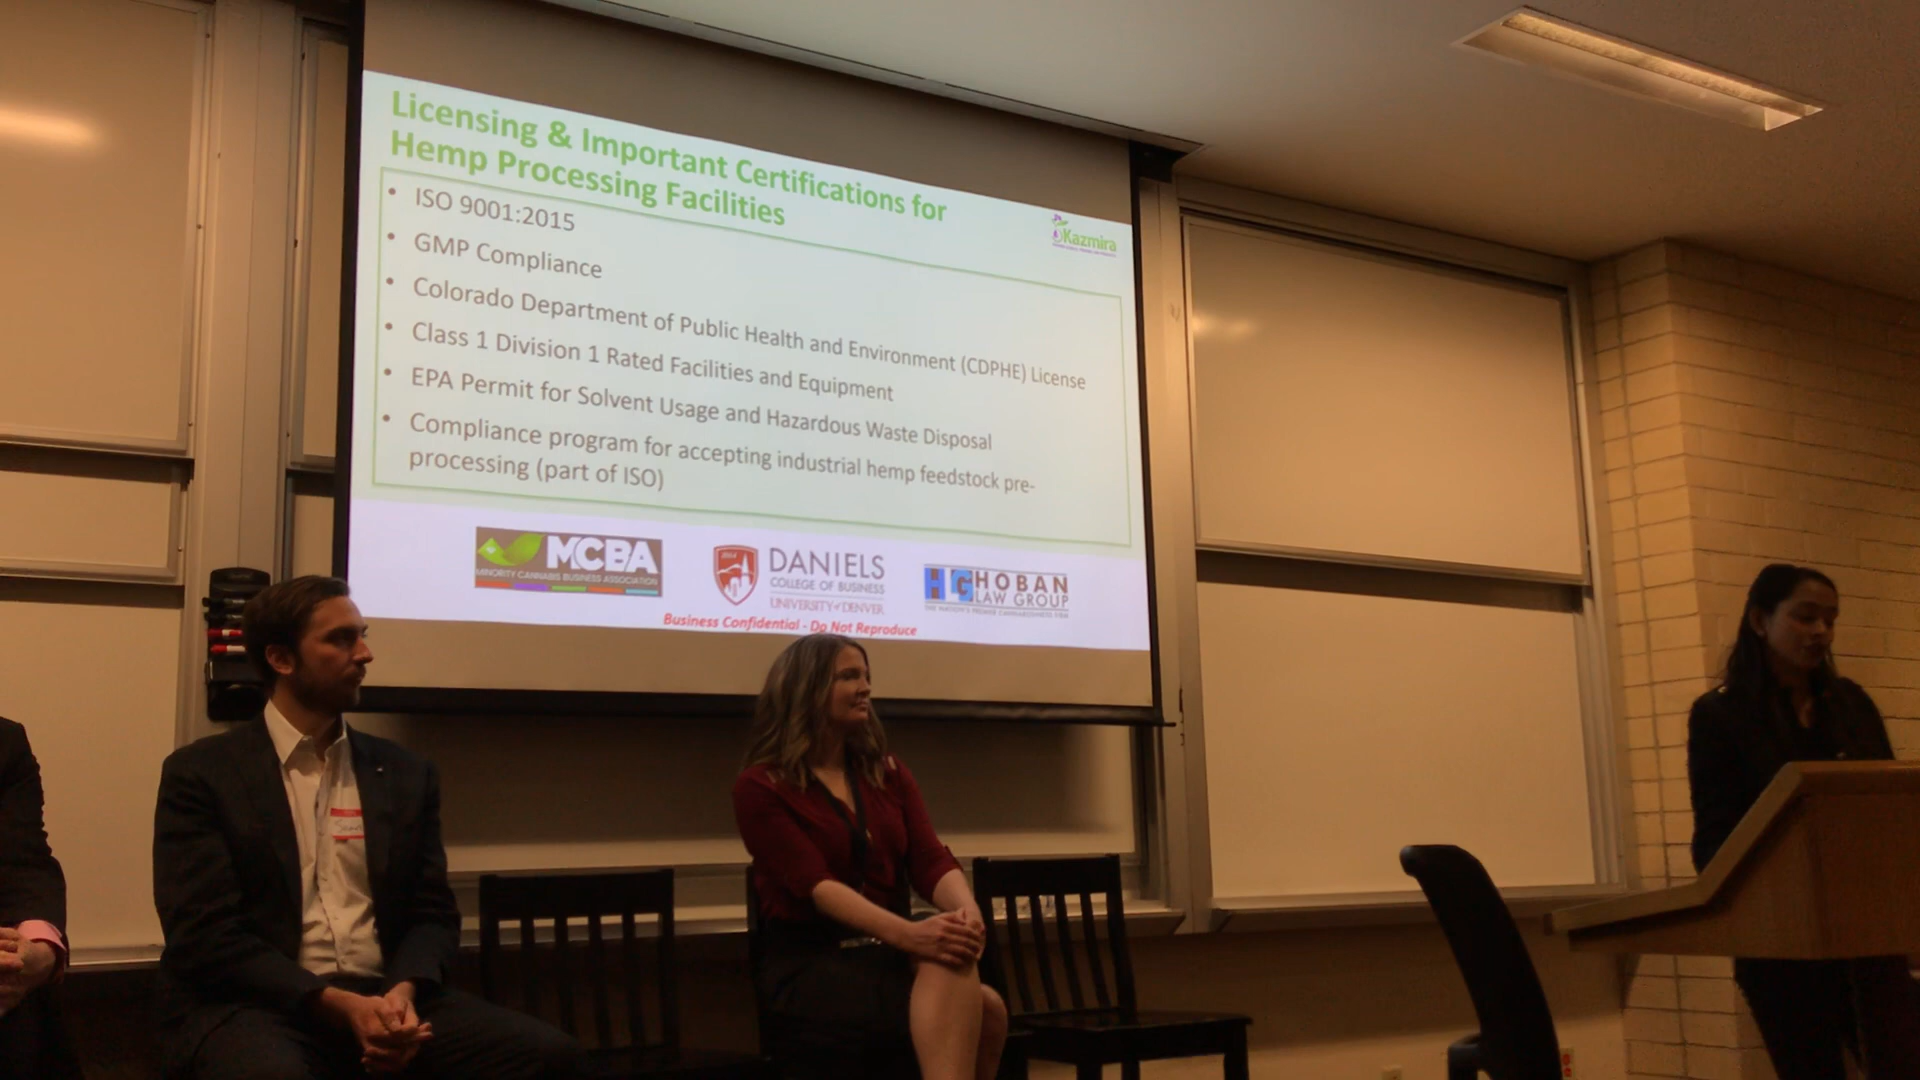 Licensing & Important Certifications for
Hemp Processing Facilities
Kazmira
• ISO 9001:2015
• GMP Compliance
• Colorado Department of Public Health and Environment (CDPHE) License
• Class 1 Division 1 Rated Facilities and Equipment
• EPA Permit for Solvent Usage and Hazardous Waste Disposal
• Compliance program for accepting industrial hemp feedstock pre-
processing (part of ISO)
MCBA
MINORITY CANNABIS BUSINESS ASSOCIATION
DANIELS
COLLEGE OF BUSINESS
UNIVERSITY of DENVER
HLG HOBAN
LAW GROUP
Business Confidential - Do Not Reproduce